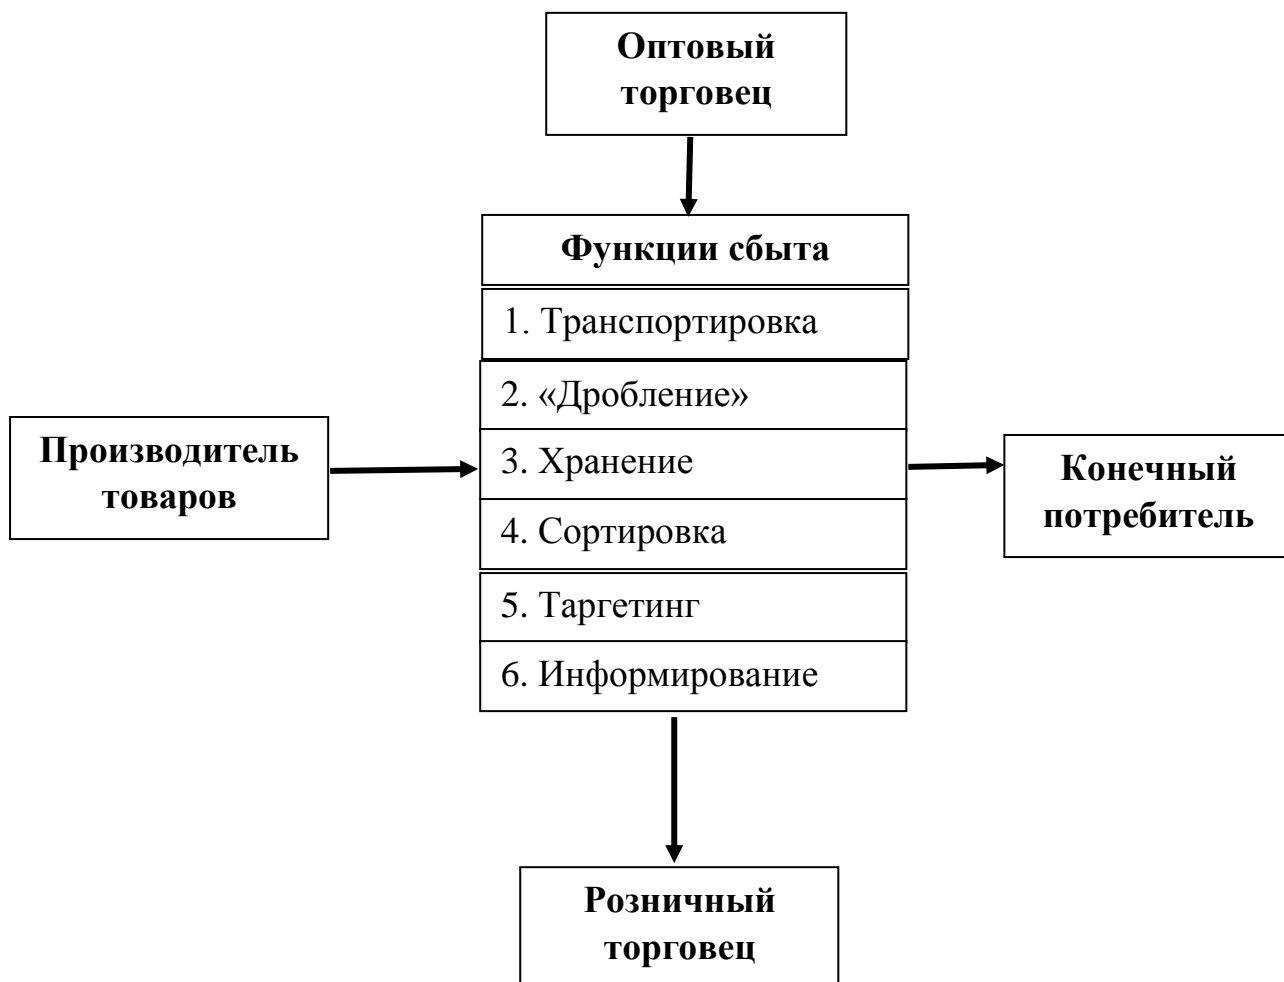 Оптовый
торговец
Функции сбыта
1. Транспортировка
2. «Дробление»
Производитель
товаров
3. Хранение
Конечный
потребитель
4. Сортировка
5. Таргетинг
6. Информирование
Розничный
торговец